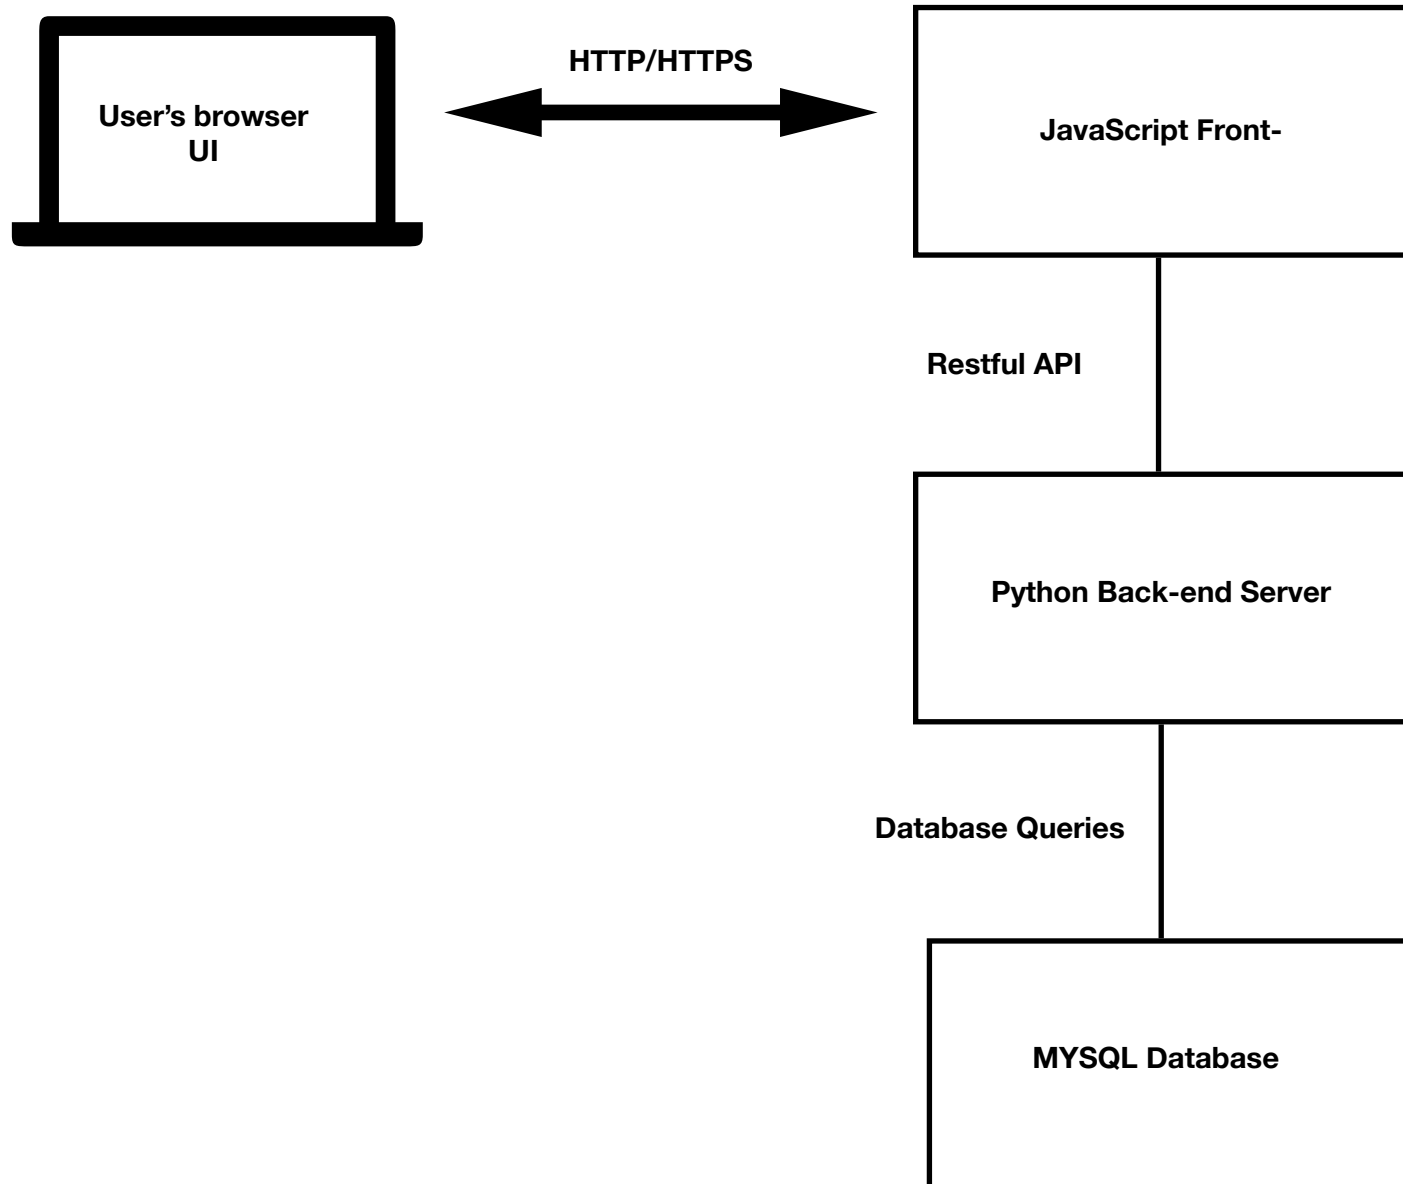 User’s browser
UI
HTTP/HTTPS
JavaScript Front-
Restful API
Python Back-end Server
Database Queries
MYSQL Database